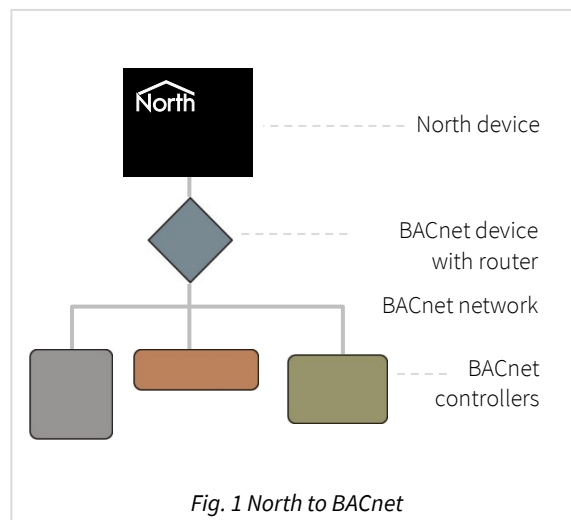 North
North device
BACnet device
with router
BACnet network
BACnet
controllers
Fig. 1 North to BACnet